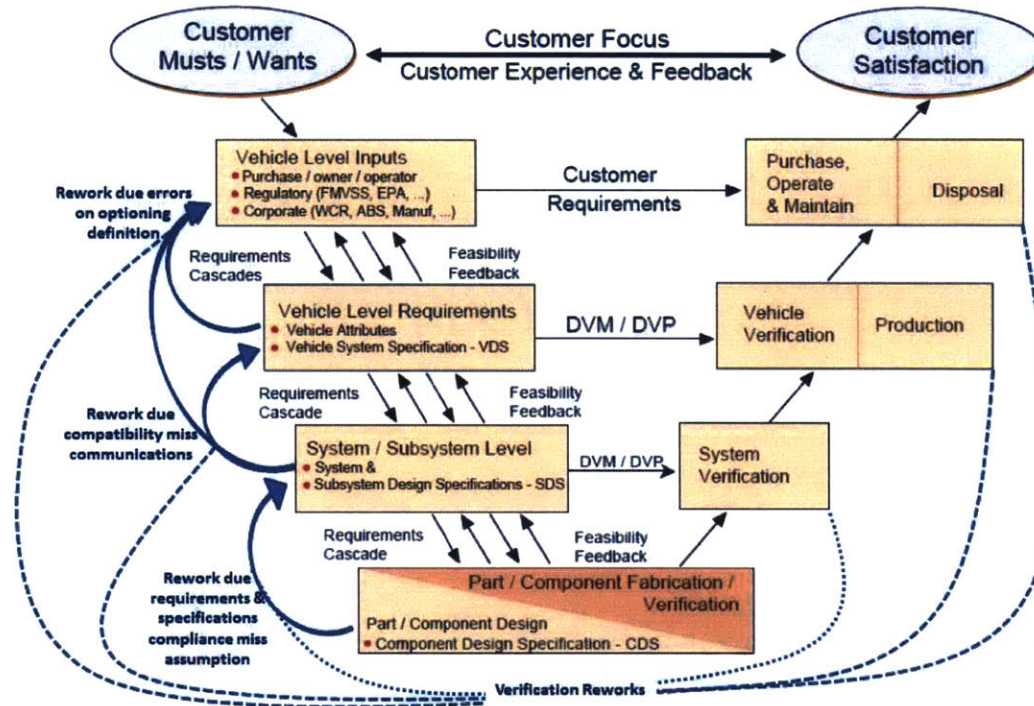 Customer
Musts / Wants
Customer Focus
Customer Experience & Feedback
Customer
Satisfaction
Vehicle Level Inputs
Purchase / owner / operator
Regulatory (FMVSS, EPA, ...)
Corporate (WCR, ABS, Manuf, ...)
Customer
Requirements
Purchase,
Operate
& Maintain
Disposal
Rework due errors
on optioning
definition
Requirements
Cascades
Feasibility
Feedback
Vehicle Level Requirements
Vehicle Attributes
Vehicle System Specification - VDS
DVM / DVP
Vehicle
Verification
Production
Requirements
Cascade
Feasibility
Feedback
Rework due
compatibility miss
communications
System / Subsystem Level
System &
Subsystem Design Specifications - SDS
DVM / DVP
System
Verification
Requirements
Cascade
Feasibility
Feedback
Rework due
requirements &
specifications
compliance miss
assumption
Part / Component Fabrication /
Verification
Part / Component Design
Component Design Specification - CDS
Verification Reworks